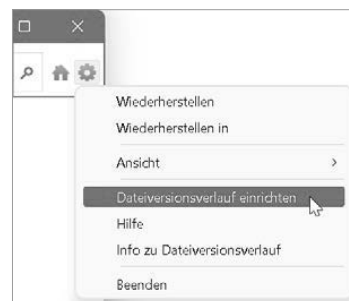 Wiederherstellen
Wiederherstellen in
Ansicht
Dateiversionsverlauf einrichten
Hilfe
Info zu Dateiversionsverlauf
Beenden